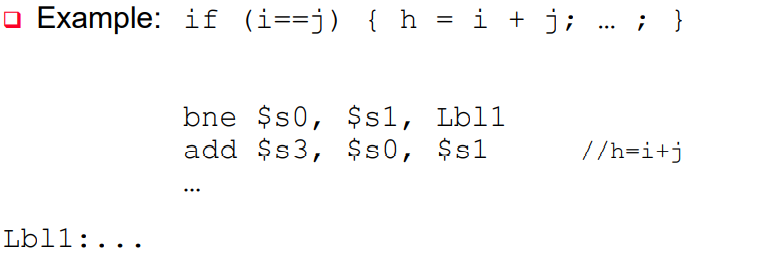 Example: if (i==j) { h = i + j; … ; }
bne $s0, $s1, Lbl1
add $s3, $s0, $s1 //h=i+j
…
Lbl1:...